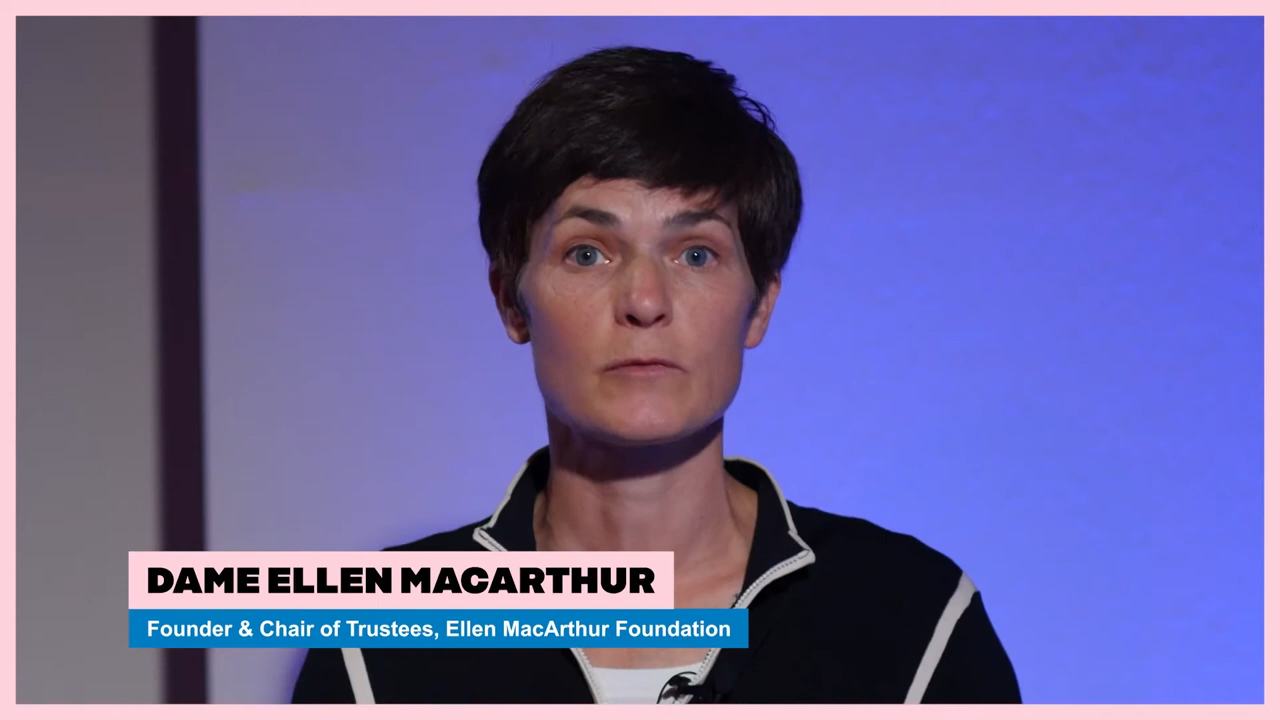 DAME ELLEN MACARTHUR
Founder & Chair of Trustees, Ellen MacArthur Foundation